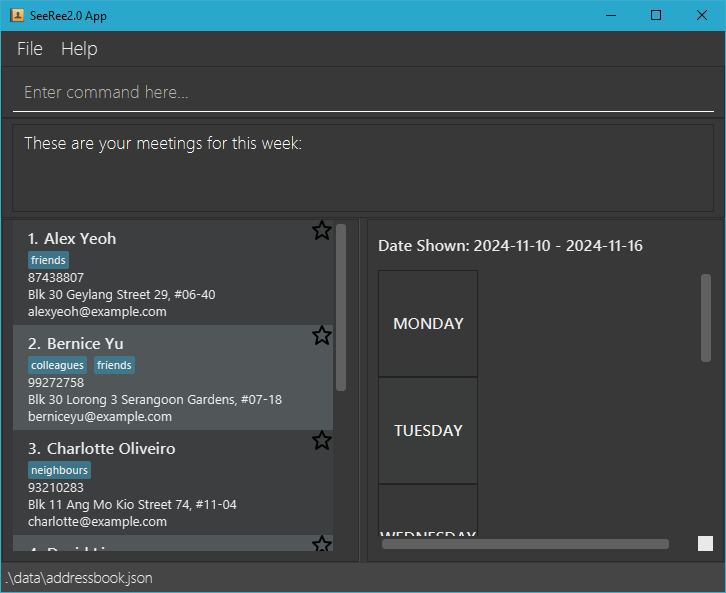 SeeRee2.0 App
File Help
Enter command here...
These are your meetings for this week:
1. Alex Yeoh
friends
87438807
Blk 30 Geylang Street 29, #06-40
alexyeoh@example.com
2. Bernice Yu
colleagues friends
99272758
Blk 30 Lorong 3 Serangoon Gardens, #07-18
berniceyu@example.com
3. Charlotte Oliveiro
neighbours
93210283
Blk 11 Ang Mo Kio Street 74, #11-04
charlotte@example.com
Date Shown: 2024-11-10 - 2024-11-16
MONDAY
TUESDAY
WEDNESDAY
.\data\addressbook.json